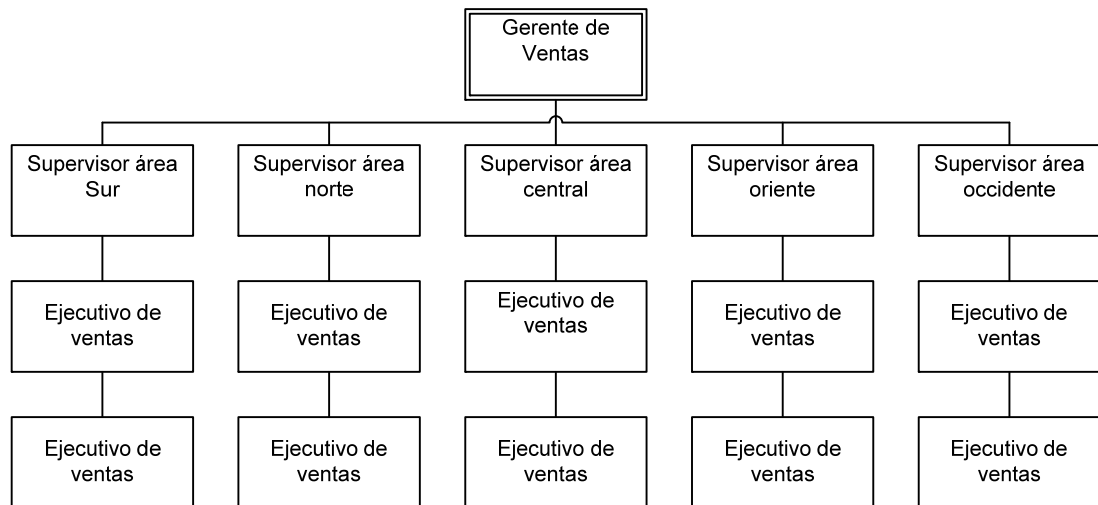 Gerente de
Ventas
Supervisor área
Sur
Supervisor área
norte
Supervisor área
central
Supervisor área
oriente
Supervisor área
occidente
Ejecutivo de
ventas
Ejecutivo de
ventas
Ejecutivo de
ventas
Ejecutivo de
ventas
Ejecutivo de
ventas
Ejecutivo de
ventas
Ejecutivo de
ventas
Ejecutivo de
ventas
Ejecutivo de
ventas
Ejecutivo de
ventas